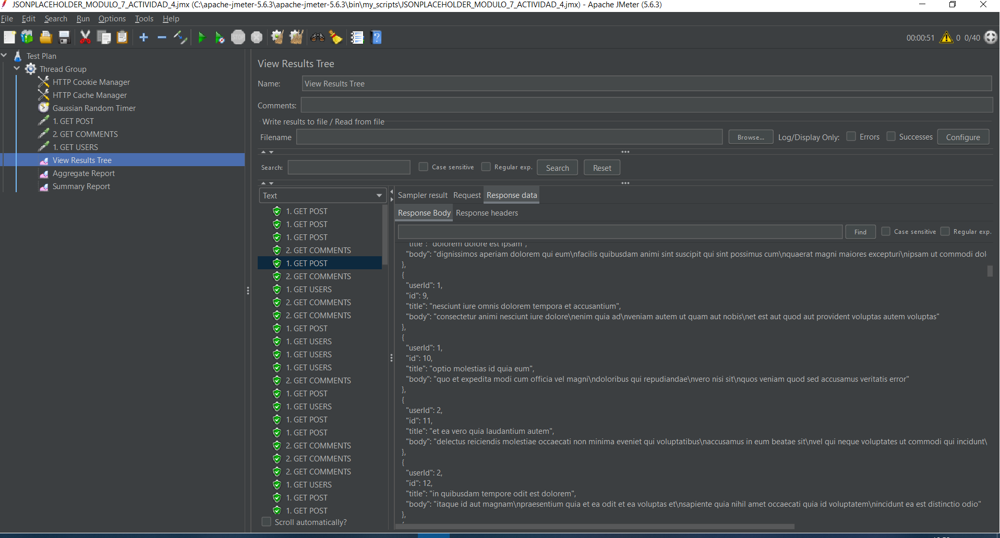 JSONPLACEHOLDER_MODULO_7_ACTIVIDAD_4.jmx (C:\apache-jmeter-5.6.3\apache-jmeter-5.6.3\bin\my_scripts\JSONPLACEHOLDER_MODULO_7_ACTIVIDAD_4.jmx) - Apache JMeter (5.6.3)
File Edit Search Run Options Tools Help
STOP
00:00:51 0 0/40
Test Plan
Thread Group
HTTP Cookie Manager
HTTP Cache Manager
Gaussian Random Timer
1. GET POST
2. GET COMMENTS
1. GET USERS
View Results Tree
Aggregate Report
Summary Report
View Results Tree
Name: View Results Tree
Comments:
Write results to file / Read from file
Filename Browse... Log/Display Only: Errors Successes Configure
Search: Case sensitive Regular exp. Search Reset
Text
1. GET POST
1. GET POST
1. GET POST
2. GET COMMENTS
1. GET POST
2. GET COMMENTS
1. GET USERS
2. GET COMMENTS
2. GET COMMENTS
1. GET POST
1. GET USERS
1. GET USERS
1. GET USERS
2. GET COMMENTS
1. GET POST
1. GET USERS
1. GET POST
1. GET POST
2. GET COMMENTS
2. GET COMMENTS
2. GET COMMENTS
1. GET USERS
1. GET POST
1. GET POST
Scroll automatically?
Sampler result Request Response data
Response Body Response headers
Find Case sensitive Regular exp.
"title": "dolorem dolore est ipsam",
"body": "dignissimos aperiam dolorem qui eum\nfacilis quibusdam animi sint suscipit qui sint possimus cum\nquaerat magni maiores excepturi\nipsam ut commodi dol
},
{
"userId": 1,
"id": 9,
"title": "nesciunt iure omnis dolorem tempora et accusantium",
"body": "consectetur animi nesciunt iure dolore\nenim quia ad\nveniam autem ut quam aut nobis\net est aut quod aut provident voluptas autem voluptas"
},
{
"userId": 1,
"id": 10,
"title": "optio molestias id quia eum",
"body": "quo et expedita modi cum officia vel magni\ndoloribus qui repudiandae\nvero nisi sit\nquos veniam quod sed accusamus veritatis error"
},
{
"userId": 2,
"id": 11,
"title": "et ea vero quia laudantium autem",
"body": "delectus reiciendis molestiae occaecati non minima eveniet qui voluptatibus\naccusamus in eum beatae sit\nvel qui neque voluptates ut commodi qui incidunt\
},
{
"userId": 2,
"id": 12,
"title": "in quibusdam tempore odit est dolorem",
"body": "itaque id aut magnam\npraesentium quia et ea odit et ea voluptas et\nsapiente quia nihil amet occaecati quia id voluptatem\nincidunt ea est distinctio odio"
},